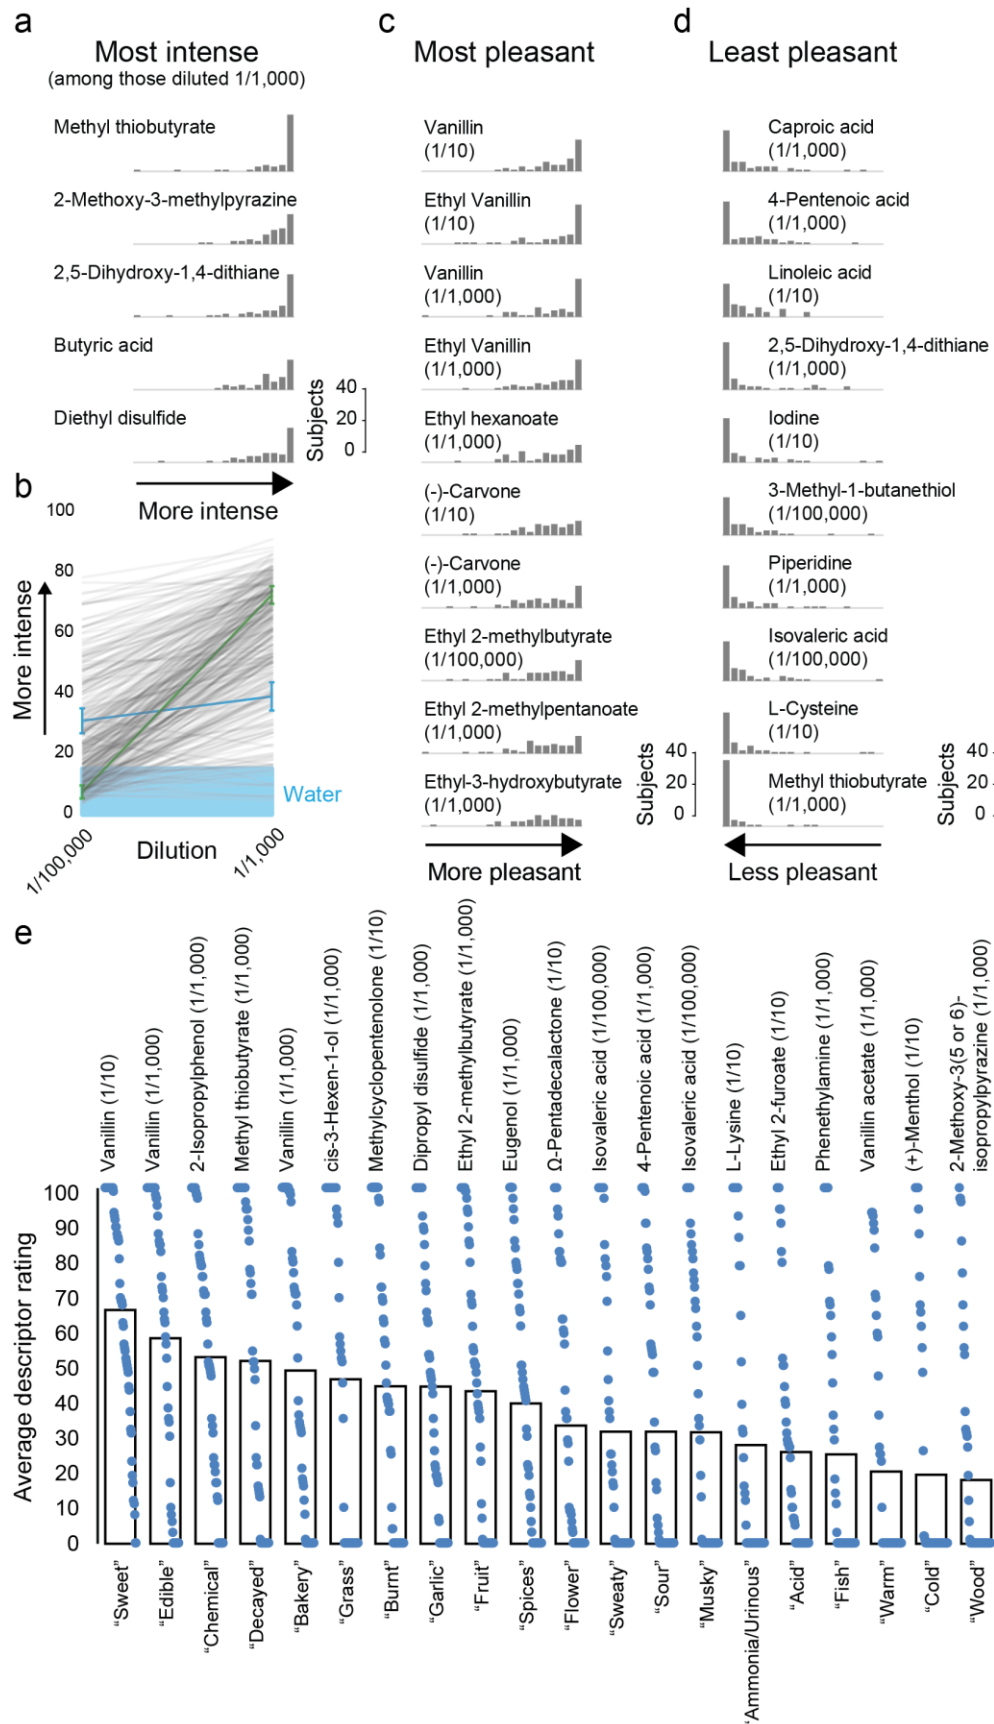 a
Most intense
(among those diluted 1/1,000)
Methyl thiobutyrate
2-Methoxy-3-methylpyrazine
2,5-Dihydroxy-1,4-dithiane
Butyric acid
Diethyl disulfide
Subjects
40
20
0
More intense
b
100
80
60
40
20
0
More intense
Water
1/100,000
Dilution
1/1,000
c
Most pleasant
Vanillin
(1/10)
Ethyl Vanillin
(1/10)
Vanillin
(1/1,000)
Ethyl Vanillin
(1/1,000)
Ethyl hexanoate
(1/1,000)
(-)-Carvone
(1/10)
(-)-Carvone
(1/1,000)
Ethyl 2-methylbutyrate
(1/100,000)
Ethyl 2-methylpentanoate
(1/1,000)
Ethyl-3-hydroxybutyrate
(1/1,000)
Subjects
40
20
0
More pleasant
d
Least pleasant
Caproic acid
(1/1,000)
4-Pentenoic acid
(1/1,000)
Linoleic acid
(1/10)
2,5-Dihydroxy-1,4-dithiane
(1/1,000)
Iodine
(1/10)
3-Methyl-1-butanethiol
(1/100,000)
Piperidine
(1/1,000)
Isovaleric acid
(1/100,000)
L-Cysteine
(1/10)
Methyl thiobutyrate
(1/1,000)
Subjects
40
20
0
Less pleasant
e
Vanillin (1/10)
Vanillin (1/1,000)
2-Isopropylphenol (1/1,000)
Methyl thiobutyrate (1/1,000)
Vanillin (1/1,000)
cis-3-Hexen-1-ol (1/1,000)
Methylcyclopentenolone (1/10)
Dipropyl disulfide (1/1,000)
Ethyl 2-methylbutyrate (1/1,000)
Eugenol (1/1,000)
Ω-Pentadecalactone (1/10)
Isovaleric acid (1/100,000)
4-Pentenoic acid (1/1,000)
Isovaleric acid (1/100,000)
L-Lysine (1/10)
Ethyl 2-furoate (1/10)
Phenethylamine (1/1,000)
Vanillin acetate (1/1,000)
(+)-Menthol (1/10)
2-Methoxy-3(5 or 6)-
isopropylpyrazine (1/1,000)
Average descriptor rating
100
90
80
70
60
50
40
30
20
10
0
“Sweet”
“Edible”
“Chemical”
“Decayed”
“Bakery”
“Grass”
“Burnt”
“Garlic”
“Fruit”
“Spices”
“Flower”
“Sweaty”
“Sour”
“Musky”
“Ammonia/Urinous”
“Acid”
“Fish”
“Warm”
“Cold”
“Wood”